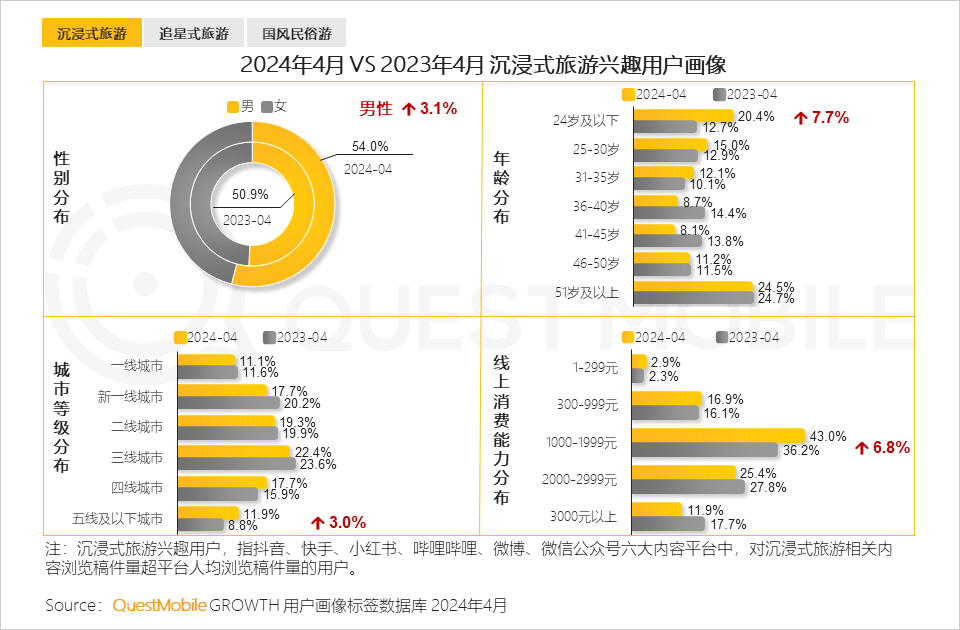 沉浸式旅游
追星式旅游
国风民俗游
2024年4月 VS 2023年4月 沉浸式旅游兴趣用户画像
性别分布
男
女
男性 3.1%
54.0%
2024-04
50.9%
2023-04
年龄分布
2024-04
2023-04
24岁及以下
20.4%
12.7%
7.7%
25-30岁
15.0%
12.9%
31-35岁
12.1%
10.1%
36-40岁
8.7%
14.4%
41-45岁
8.1%
13.8%
46-50岁
11.2%
11.5%
51岁及以上
24.5%
24.7%
QUEST MOBILE
城市等级分布
2024-04
2023-04
一线城市
11.1%
11.6%
新一线城市
17.7%
20.2%
二线城市
19.3%
19.9%
三线城市
22.4%
23.6%
四线城市
17.7%
15.9%
五线及以下城市
11.9%
8.8%
3.0%
线上消费能力分布
2024-04
2023-04
1-299元
2.9%
2.3%
300-999元
16.9%
16.1%
1000-1999元
43.0%
36.2%
6.8%
2000-2999元
25.4%
27.8%
3000元以上
11.9%
17.7%
注：沉浸式旅游兴趣用户，指抖音、快手、小红书、哔哩哔哩、微博、微信公众号六大内容平台中，对沉浸式旅游相关内
容浏览稿件量超平台人均浏览稿件量的用户。
Source：QuestMobile GROWTH 用户画像标签数据库 2024年4月